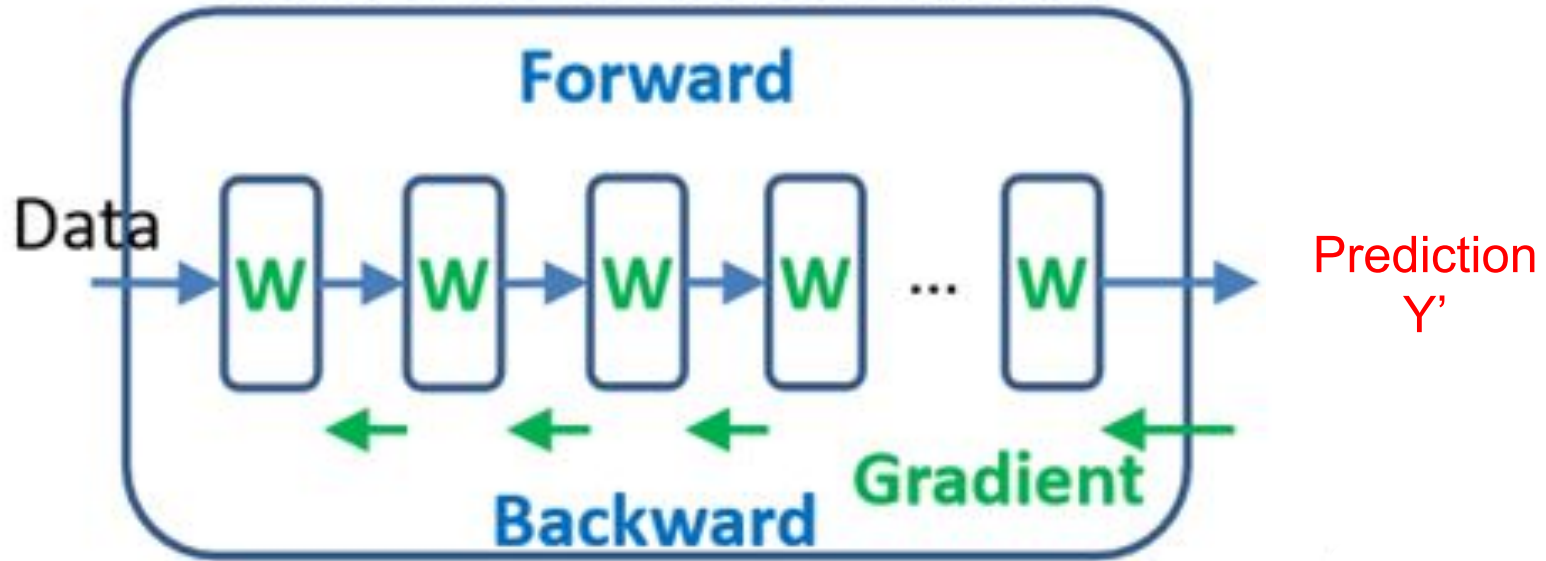 Forward
Data
W W W W ... W
Prediction
Y’
Gradient
Backward